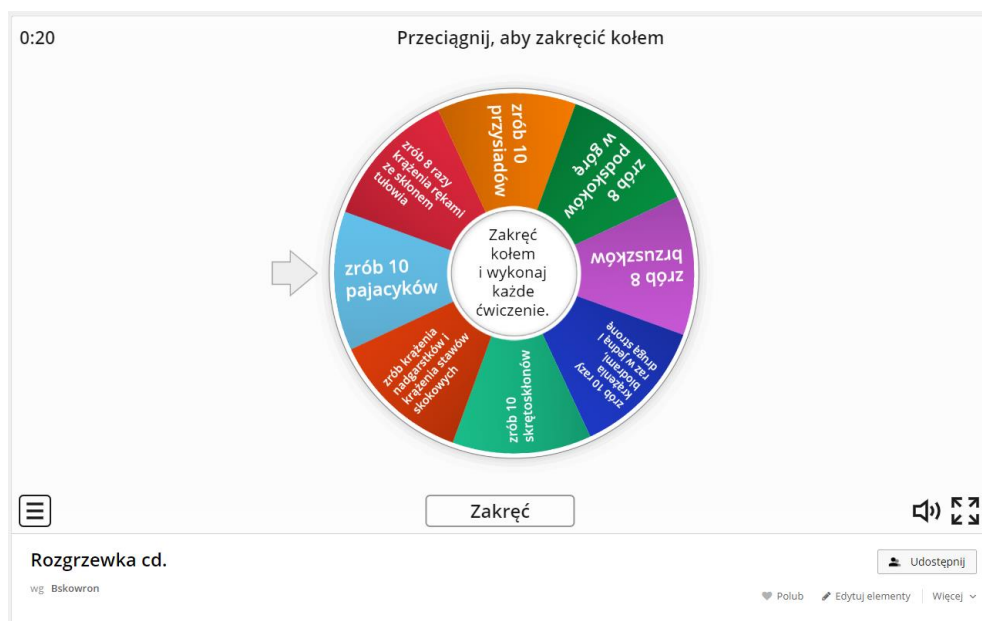 0:20
Przeciągnij, aby zakręcić kołem
zrób 10
przysiadów
zrób 8
podskoków
w górę
zrób 8
brzuszków
zrób 10 razy
krążenia
biodrami,
raz w jedną i
drugą stronę
zrób 10
skrętoskłonów
zrób krążenia
nadgarstków i
krążenia stawów
skokowych
zrób 10
pajacyków
zrób 8 razy
krążenia rękami
ze skłonem
tułowia
Zakręć
kołem
i wykonaj
każde
ćwiczenie.
Zakręć
Rozgrzewka cd.
Udostępnij
wg Bskowron
Polub Edytuj elementy Więcej